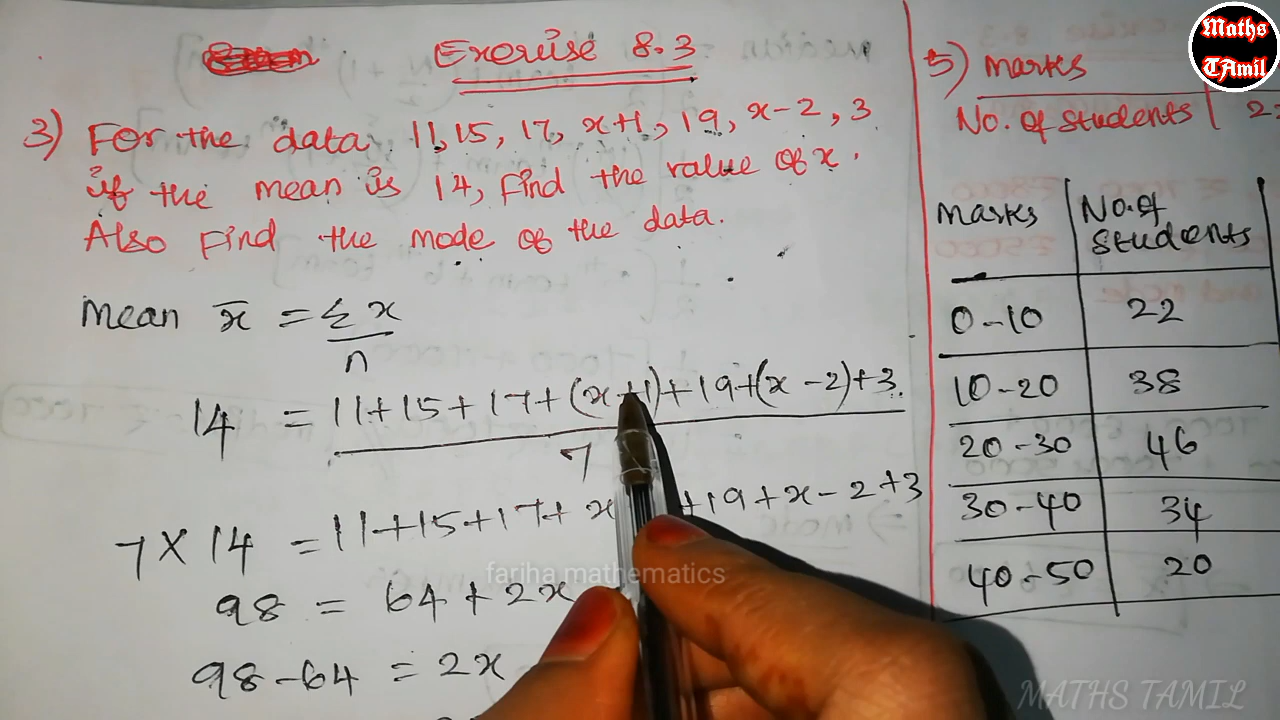 Exercise 8.3
3) For the data 11, 15, 17, x+1, 19, x-2, 3
if the mean is 14, find the value of x.
Also find the mode of the data.
mean x̄ = Σx
n
14 = 11+15+17+(x+1)+19+(x-2)+3
7
7 X 14 = 11+15+17+x +19+x-2+3
98 = 64+2x
98-64 = 2x
5) marks
No. of students | 22
marks | No. of
students
0-10 22
10-20 38
20-30 46
30-40 34
40-50 20
Maths
TAmil
fariha mathematics
MATHS TAMIL